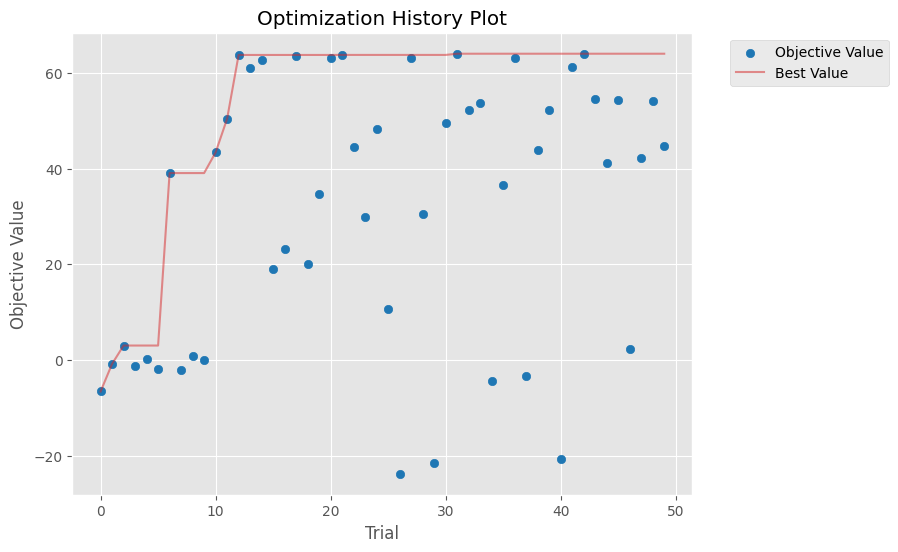 Optimization History Plot
Objective Value
Best Value
Objective Value
60
40
20
0
−20
0 10 20 30 40 50
Trial